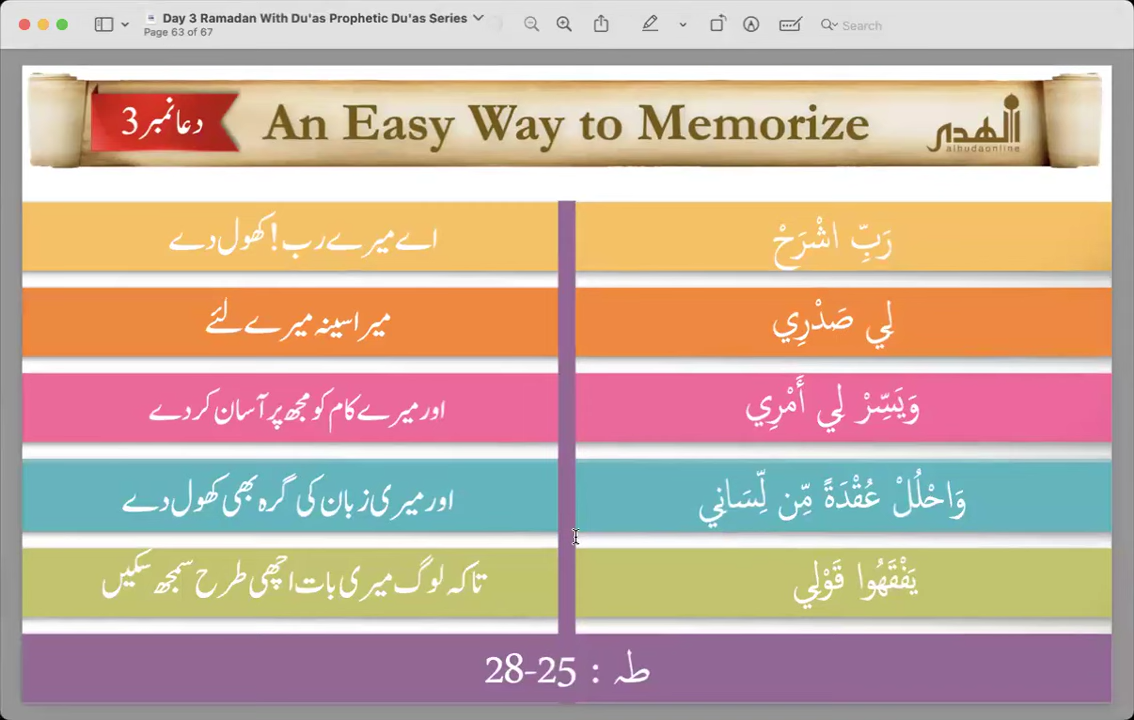 Day 3 Ramadan With Du'as Prophetic Du'as Series
Page 63 of 67
Search
دعا نمبر 3
An Easy Way to Memorize
الهدى
alhudaonline
رَبِّ اشْرَحْ
اے میرے رب! کھول دے
لِي صَدْرِي
میرا سینہ میرے لئے
وَيَسِّرْ لِي أَمْرِي
اور میرے کام کو مجھ پر آسان کر دے
وَاحْلُلْ عُقْدَةً مِّن لِّسَانِي
اور میری زبان کی گرہ بھی کھول دے
يَفْقَهُوا قَوْلِي
تاکہ لوگ میری بات اچھی طرح سمجھ سکیں
طہ : 25-28